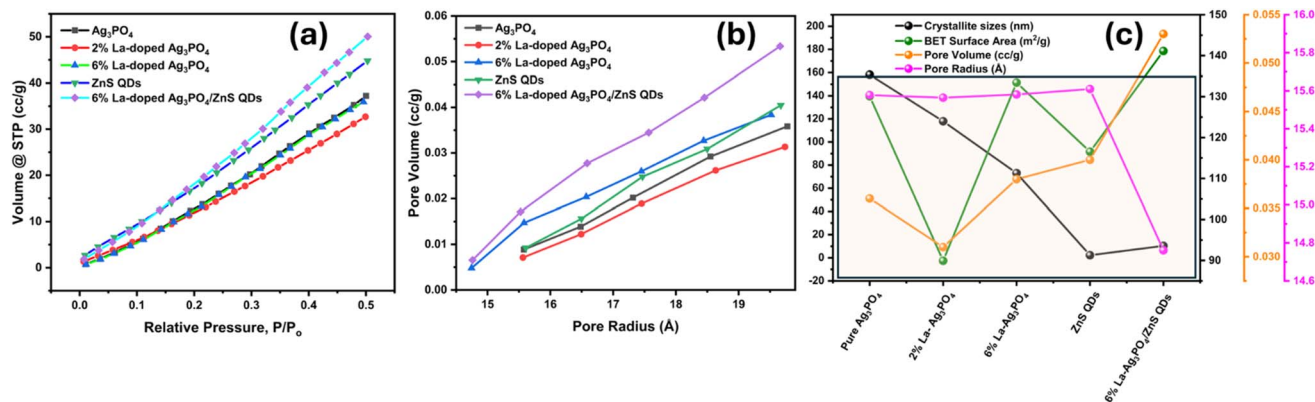 (a)
Ag₃PO₄
2% La-doped Ag₃PO₄
6% La-doped Ag₃PO₄
ZnS QDs
6% La-doped Ag₃PO₄/ZnS QDs
Volume @ STP (cc/g)
50
40
30
20
10
0
0.0 0.1 0.2 0.3 0.4 0.5
Relative Pressure, P/Pₒ
(b)
Ag₃PO₄
2% La-doped Ag₃PO₄
6% La-doped Ag₃PO₄
ZnS QDs
6% La-doped Ag₃PO₄/ZnS QDs
Pore Volume (cc/g)
0.06
0.05
0.04
0.03
0.02
0.01
0.00
15 16 17 18 19
Pore Radius (Å)
(c)
Crystallite sizes (nm)
BET Surface Area (m²/g)
Pore Volume (cc/g)
Pore Radius (Å)
200
180
160
140
120
100
80
60
40
20
0
-20
150
140
130
120
110
100
90
0.055
0.050
0.045
0.040
0.035
0.030
16.0
15.8
15.6
15.4
15.2
15.0
14.8
14.6
Pure Ag₃PO₄
2% La- Ag₃PO₄
6% La-Ag₃PO₄
ZnS QDs
6% La-Ag₃PO₄/ZnS QDs